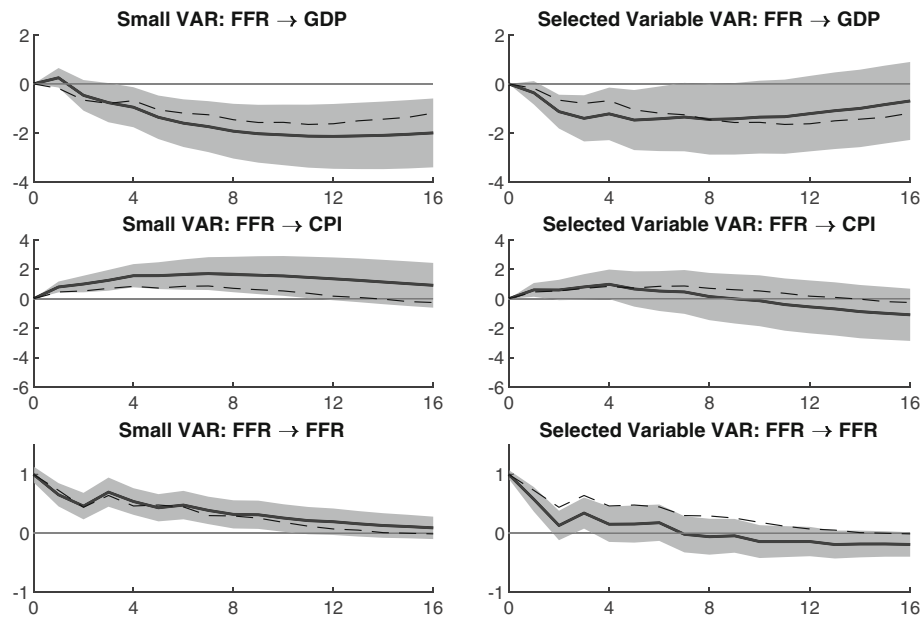 Small VAR: FFR → GDP
2
0
-2
-4
0 4 8 12 16
Selected Variable VAR: FFR → GDP
2
0
-2
-4
0 4 8 12 16
Small VAR: FFR → CPI
4
2
0
-2
-4
-6
0 4 8 12 16
Selected Variable VAR: FFR → CPI
4
2
0
-2
-4
-6
0 4 8 12 16
Small VAR: FFR → FFR
1
0
-1
0 4 8 12 16
Selected Variable VAR: FFR → FFR
1
0
-1
0 4 8 12 16